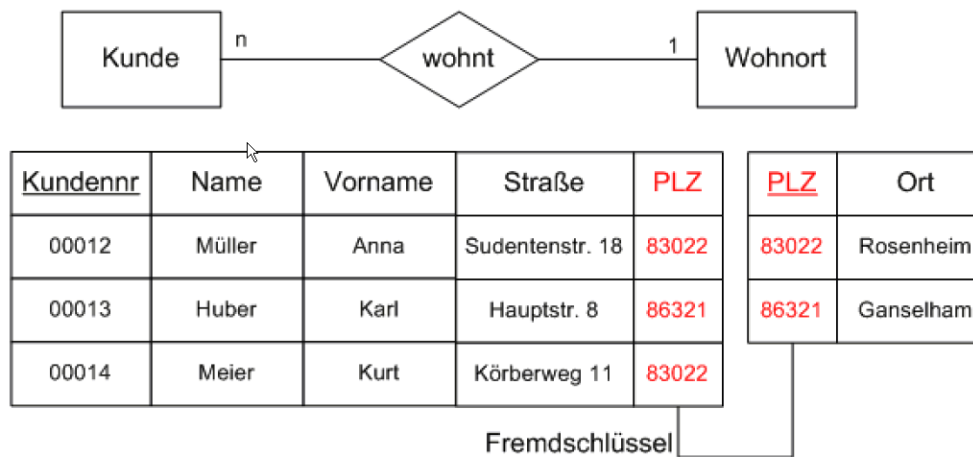 Kunde n wohnt 1 Wohnort
Kundennr Name Vorname Straße PLZ PLZ Ort
00012 Müller Anna Sudentenstr. 18 83022 83022 Rosenheim
00013 Huber Karl Hauptstr. 8 86321 86321 Ganselham
00014 Meier Kurt Körberweg 11 83022
Fremdschlüssel